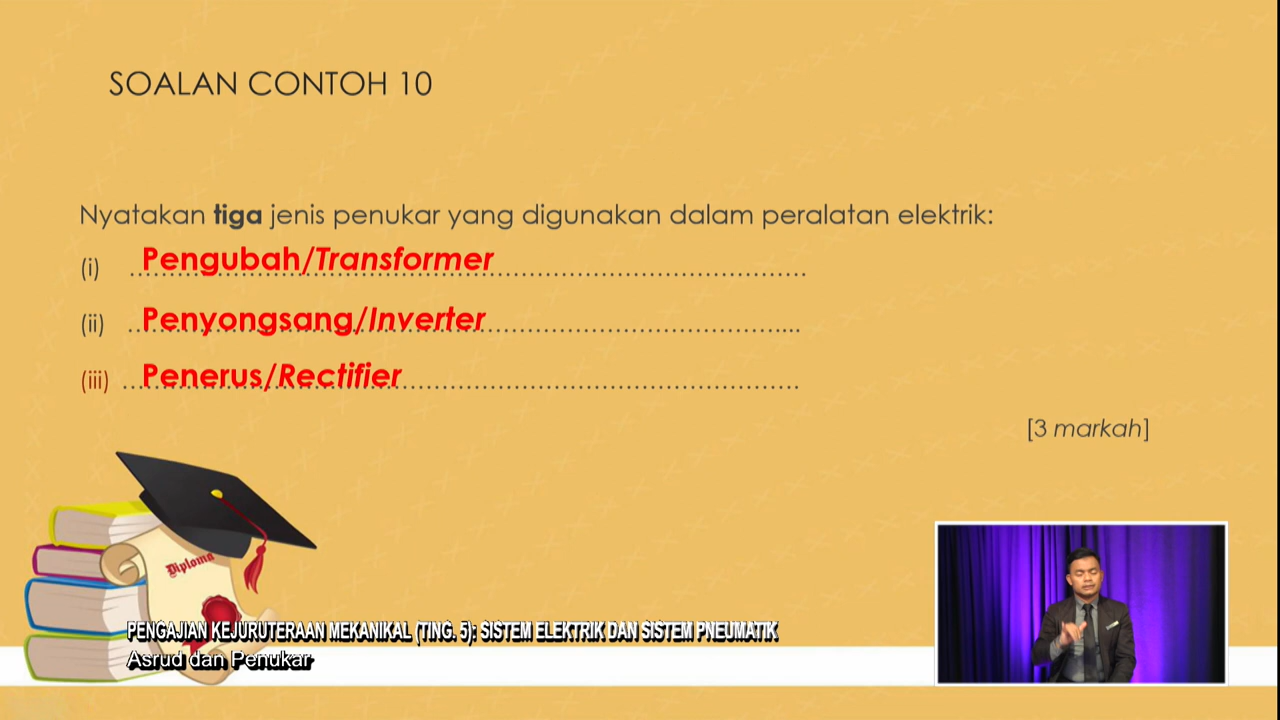 SOALAN CONTOH 10
Nyatakan tiga jenis penukar yang digunakan dalam peralatan elektrik:
(i) Pengubah/Transformer
(ii) Penyongsang/Inverter
(iii) Penerus/Rectifier
[3 markah]
Diploma
PENGAJIAN KEJURUTERAAN MEKANIKAL (TING. 5): SISTEM ELEKTRIK DAN SISTEM PNEUMATIK
Asrud dan Penukar